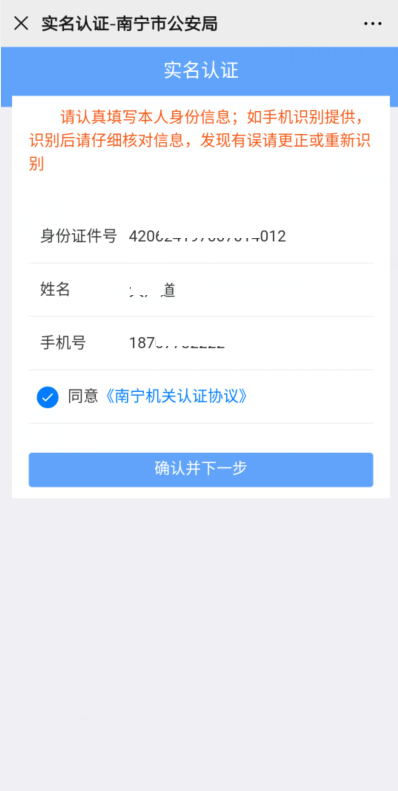 实名认证-南宁市公安局
实名认证
请认真填写本人身份信息；如手机识别提供，
识别后请仔细核对信息，发现有误请更正或重新识
别
身份证件号
姓名 道
手机号
同意《南宁机关认证协议》
确认并下一步